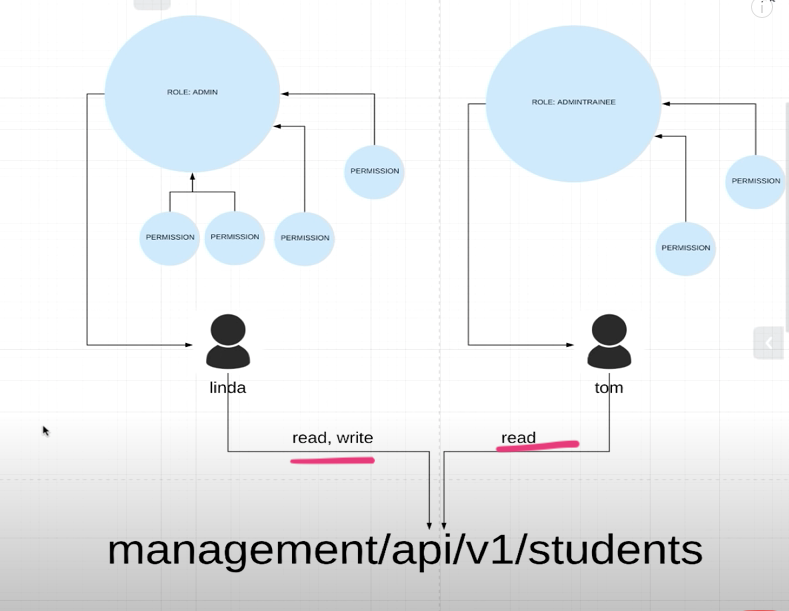 ROLE: ADMIN
ROLE: ADMINTRAINEE
PERMISSION
PERMISSION
PERMISSION
PERMISSION
PERMISSION
PERMISSION
linda
tom
read, write
read
management/api/v1/students